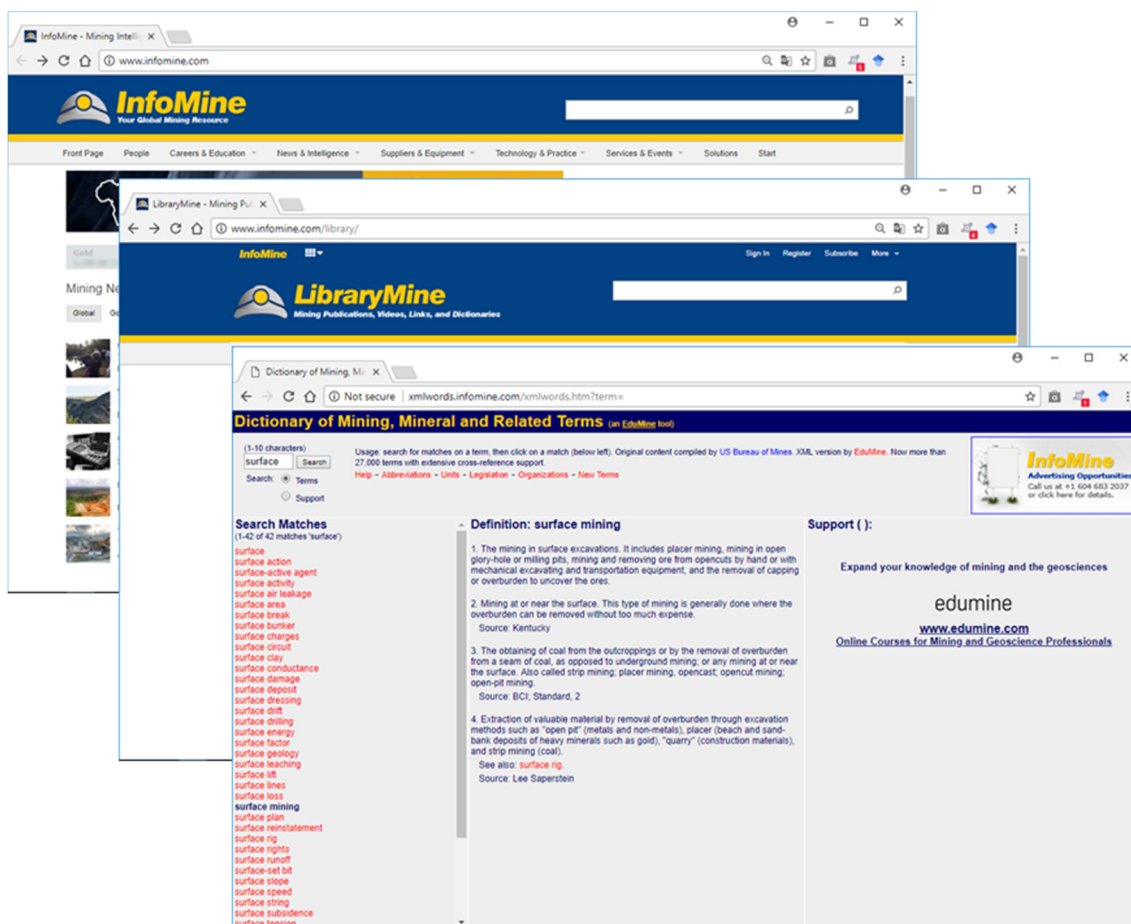 InfoMine - Mining Intelli
www.infomine.com
InfoMine
Your Global Mining Resource
Front Page People Careers & Education News & Intelligence Suppliers & Equipment Technology & Practice Services & Events Solutions Start
Gold
Mining Ne
Global
LibraryMine - Mining Pu
www.infomine.com/library/
InfoMine
Sign In Register Subscribe More
LibraryMine
Mining Publications, Videos, Links, and Dictionaries
Dictionary of Mining, Mi
Not secure | xmlwords.infomine.com/xmlwords.htm?term=
Dictionary of Mining, Mineral and Related Terms (an EduMine tool)
(1-10 characters)
surface Search
Search: Terms
Support
Usage: search for matches on a term, then click on a match (below left). Original content compiled by US Bureau of Mines. XML version by EduMine. Now more than
27,000 terms with extensive cross-reference support.
Help - Abbreviations - Units - Legislation - Organizations - New Terms
InfoMine
Advertising Opportunities
Call us at +1 604 683 2037
or click here for details.
Search Matches
(1-42 of 42 matches 'surface')
surface
surface action
surface-active agent
surface activity
surface air leakage
surface area
surface break
surface bunker
surface charges
surface circuit
surface clay
surface conductance
surface damage
surface deposit
surface dressing
surface drift
surface drilling
surface energy
surface factor
surface geology
surface leaching
surface lift
surface lines
surface loss
surface mining
surface plan
surface reinstatement
surface rig
surface rights
surface runoff
surface-set bit
surface slope
surface speed
surface string
surface subsidence
surface tension
Definition: surface mining
1. The mining in surface excavations. It includes placer mining, mining in open
glory-hole or milling pits, mining and removing ore from opencuts by hand or with
mechanical excavating and transportation equipment, and the removal of capping
or overburden to uncover the ores.
2. Mining at or near the surface. This type of mining is generally done where the
overburden can be removed without too much expense.
Source: Kentucky
3. The obtaining of coal from the outcroppings or by the removal of overburden
from a seam of coal, as opposed to underground mining; or any mining at or near
the surface. Also called strip mining; placer mining, opencast; opencut mining;
open-pit mining.
Source: BCI; Standard, 2
4. Extraction of valuable material by removal of overburden through excavation
methods such as "open pit" (metals and non-metals), placer (beach and sand-
bank deposits of heavy minerals such as gold), "quarry" (construction materials),
and strip mining (coal).
See also: surface rig.
Source: Lee Saperstein
Support ( ):
Expand your knowledge of mining and the geosciences
edumine
www.edumine.com
Online Courses for Mining and Geoscience Professionals